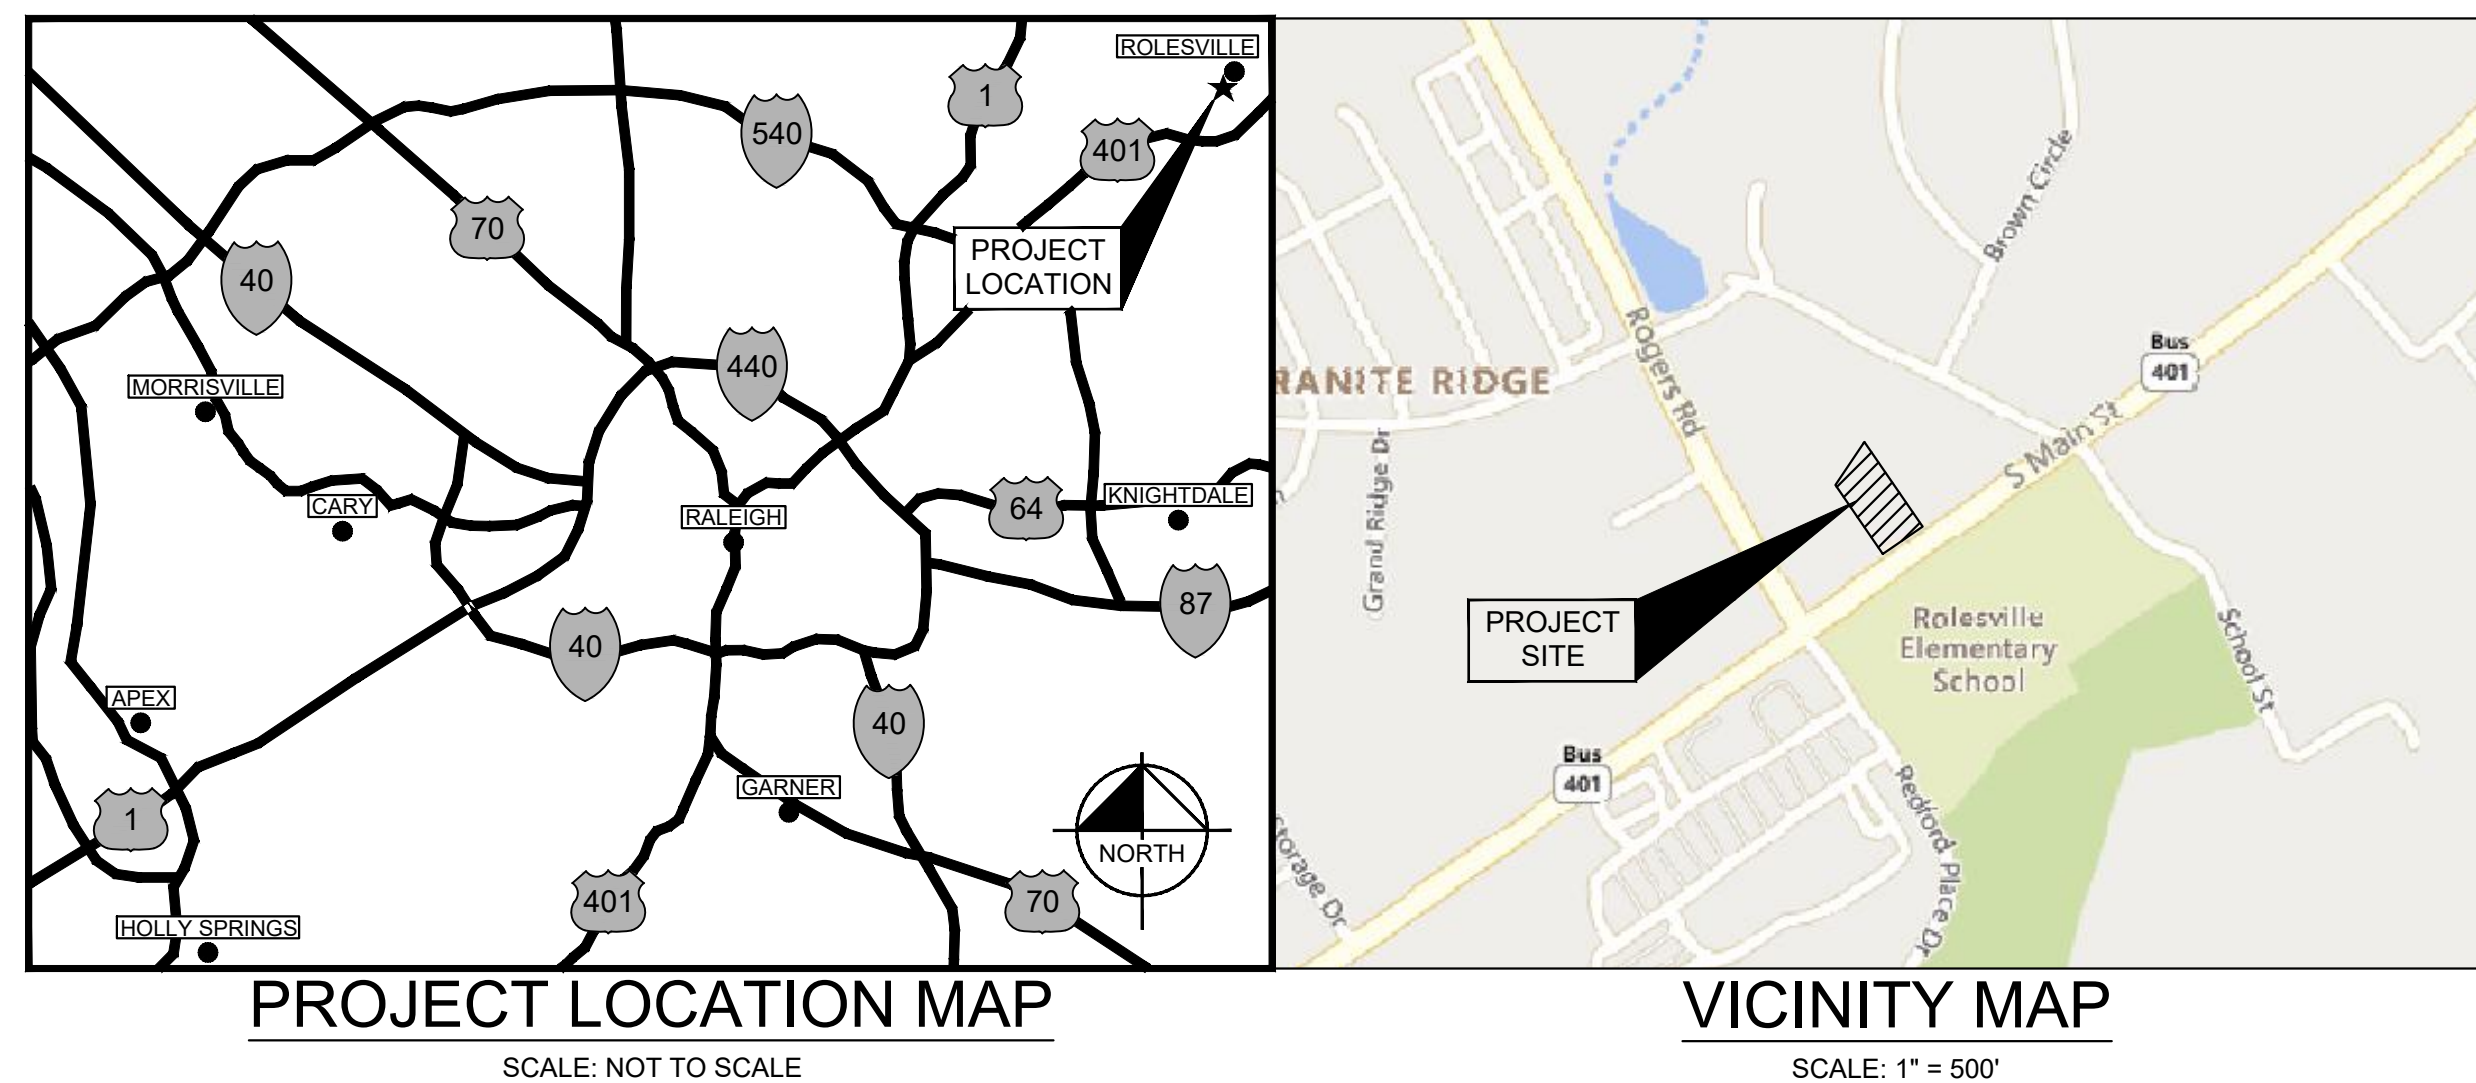 ROLESVILLE
1
540
401
70
PROJECT
LOCATION
40
440
MORRISVILLE
CARY
RALEIGH
64
KNIGHTDALE
87
40
APEX
40
GARNER
1
NORTH
401
70
HOLLY SPRINGS
PROJECT LOCATION MAP
SCALE: NOT TO SCALE
Brown Circle
Rogers Rd
Bus
401
RANITE RIDGE
S Main St
Grand Ridge Dr
PROJECT
SITE
Rolesville
Elementary
School
School St
Bus
401
Redford Place Dr
torage Dr
VICINITY MAP
SCALE: 1" = 500'